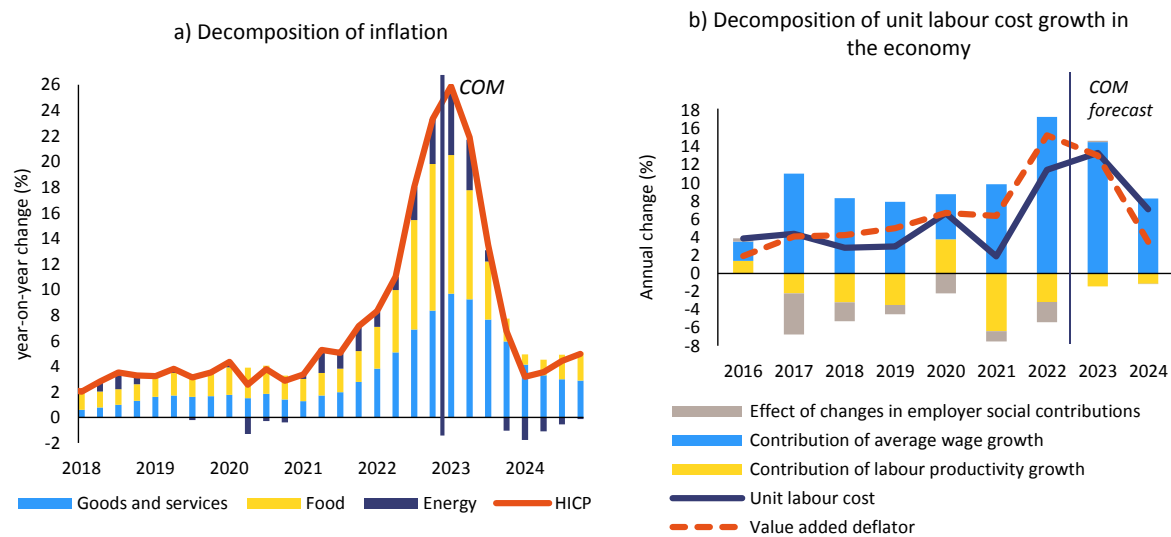 a) Decomposition of inflation
year-on-year change (%)
26
24
22
20
18
16
14
12
10
8
6
4
2
0
-2
COM
2018 2019 2020 2021 2022 2023 2024
Goods and services Food Energy HICP
b) Decomposition of unit labour cost growth in
the economy
Annual change (%)
18
16
14
12
10
8
6
4
2
0
-2
-4
-6
-8
COM
forecast
2016 2017 2018 2019 2020 2021 2022 2023 2024
Effect of changes in employer social contributions
Contribution of average wage growth
Contribution of labour productivity growth
Unit labour cost
Value added deflator